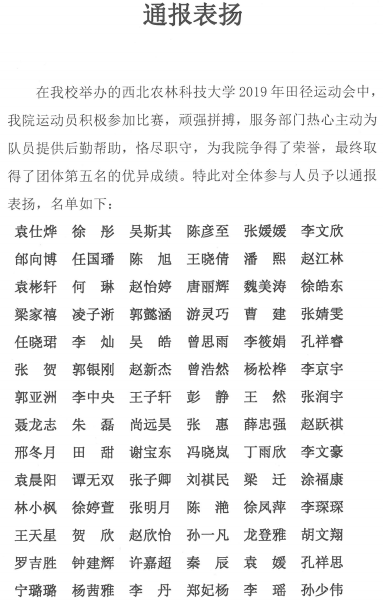 通报表扬
在我校举办的西北农林科技大学 2019 年田径运动会中，
我院运动员积极参加比赛，顽强拼搏，服务部门热心主动为
队员提供后勤帮助，恪尽职守，为我院争得了荣誉，最终取
得了团体第五名的优异成绩。特此对全体参与人员予以通报
表扬，名单如下：
袁仕烨 徐彤 吴斯其 陈彦至 张媛媛 李文欣
邰向博 任国璠 陈旭 王晓倩 潘熙 赵江林
袁彬轩 何琳 赵怡婷 唐丽辉 魏美涛 徐皓东
梁家禧 凌子淅 郭懿涵 游灵巧 曹建 张婧雯
任晓珺 李灿 吴皓 曾思雨 李筱娟 孔祥睿
张贺 郭银刚 赵新杰 曾浩然 杨松桦 李京宇
郭亚洲 李中央 王子轩 彭静 王然 张润宇
聂龙志 朱磊 尚远昊 张惠 薛忠强 赵跃祺
邢冬月 田甜 谢宝东 冯晓岚 丁雨欣 李文豪
袁晨阳 谭无双 张子卿 刘祺民 梁迁 涂福康
林小枫 徐婷萱 张明月 陈滟 徐凤萍 李琛琛
王天星 贺欣 赵欣怡 孙一凡 龙登雅 胡文翔
罗吉胜 钟建辉 许嘉超 秦辰 袁媛 孔祥思
宁璐璐 杨茜雅 李丹 郑妃杨 李瑶 孙少伟